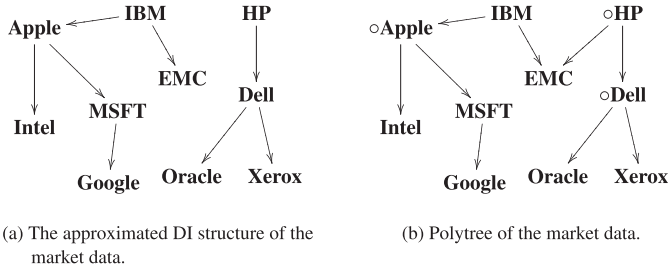 IBM HP
Apple
EMC
Dell
MSFT
Intel
Google Oracle Xerox
(a) The approximated DI structure of the
market data.
IBM ○HP
○Apple
EMC
○Dell
MSFT
Intel
Google Oracle Xerox
(b) Polytree of the market data.